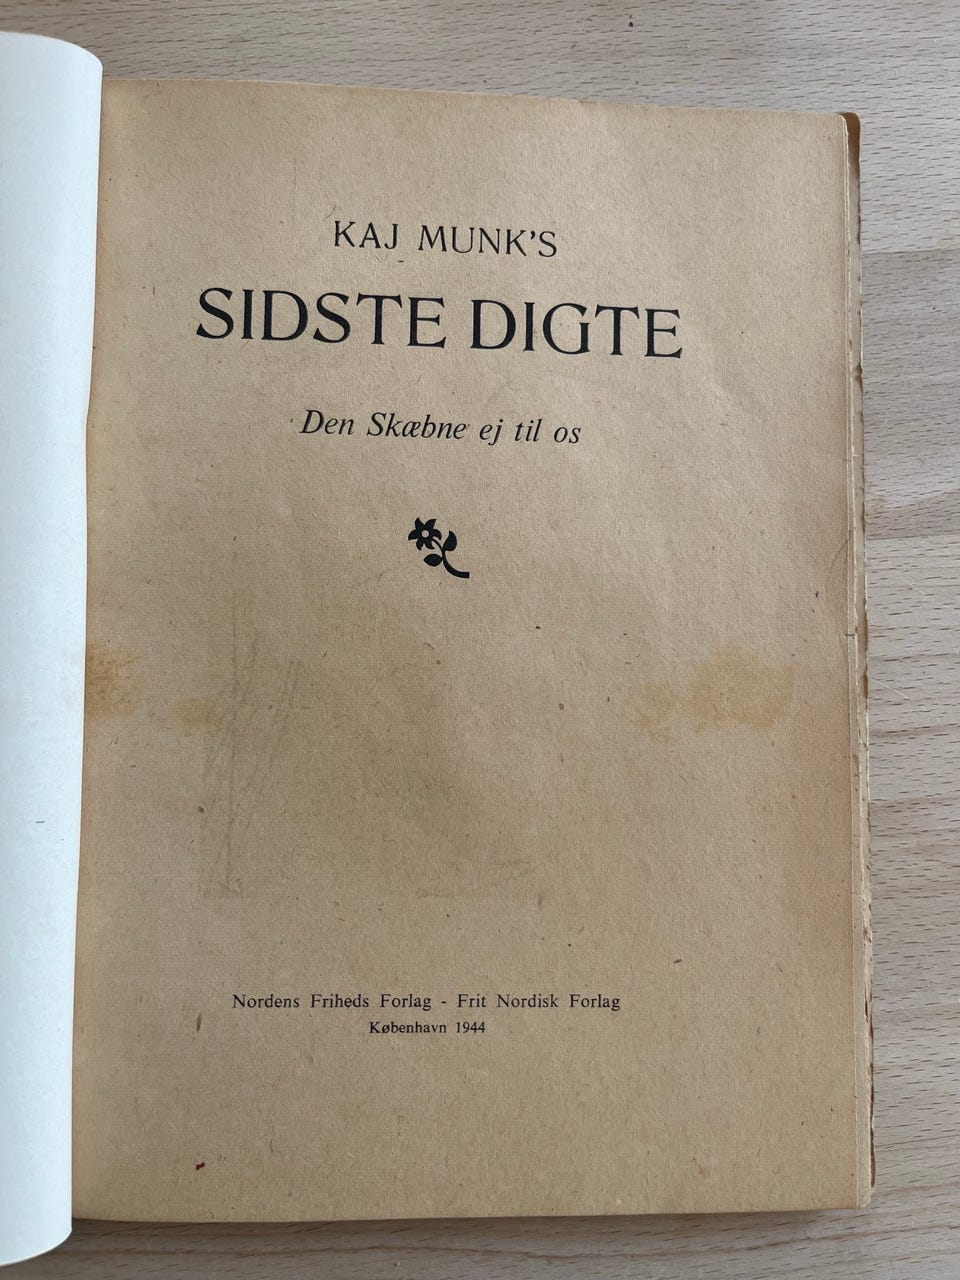 KAJ MUNK'S
SIDSTE DIGTE
Den Skæbne ej til os
Nordens Friheds Forlag - Frit Nordisk Forlag
København 1944